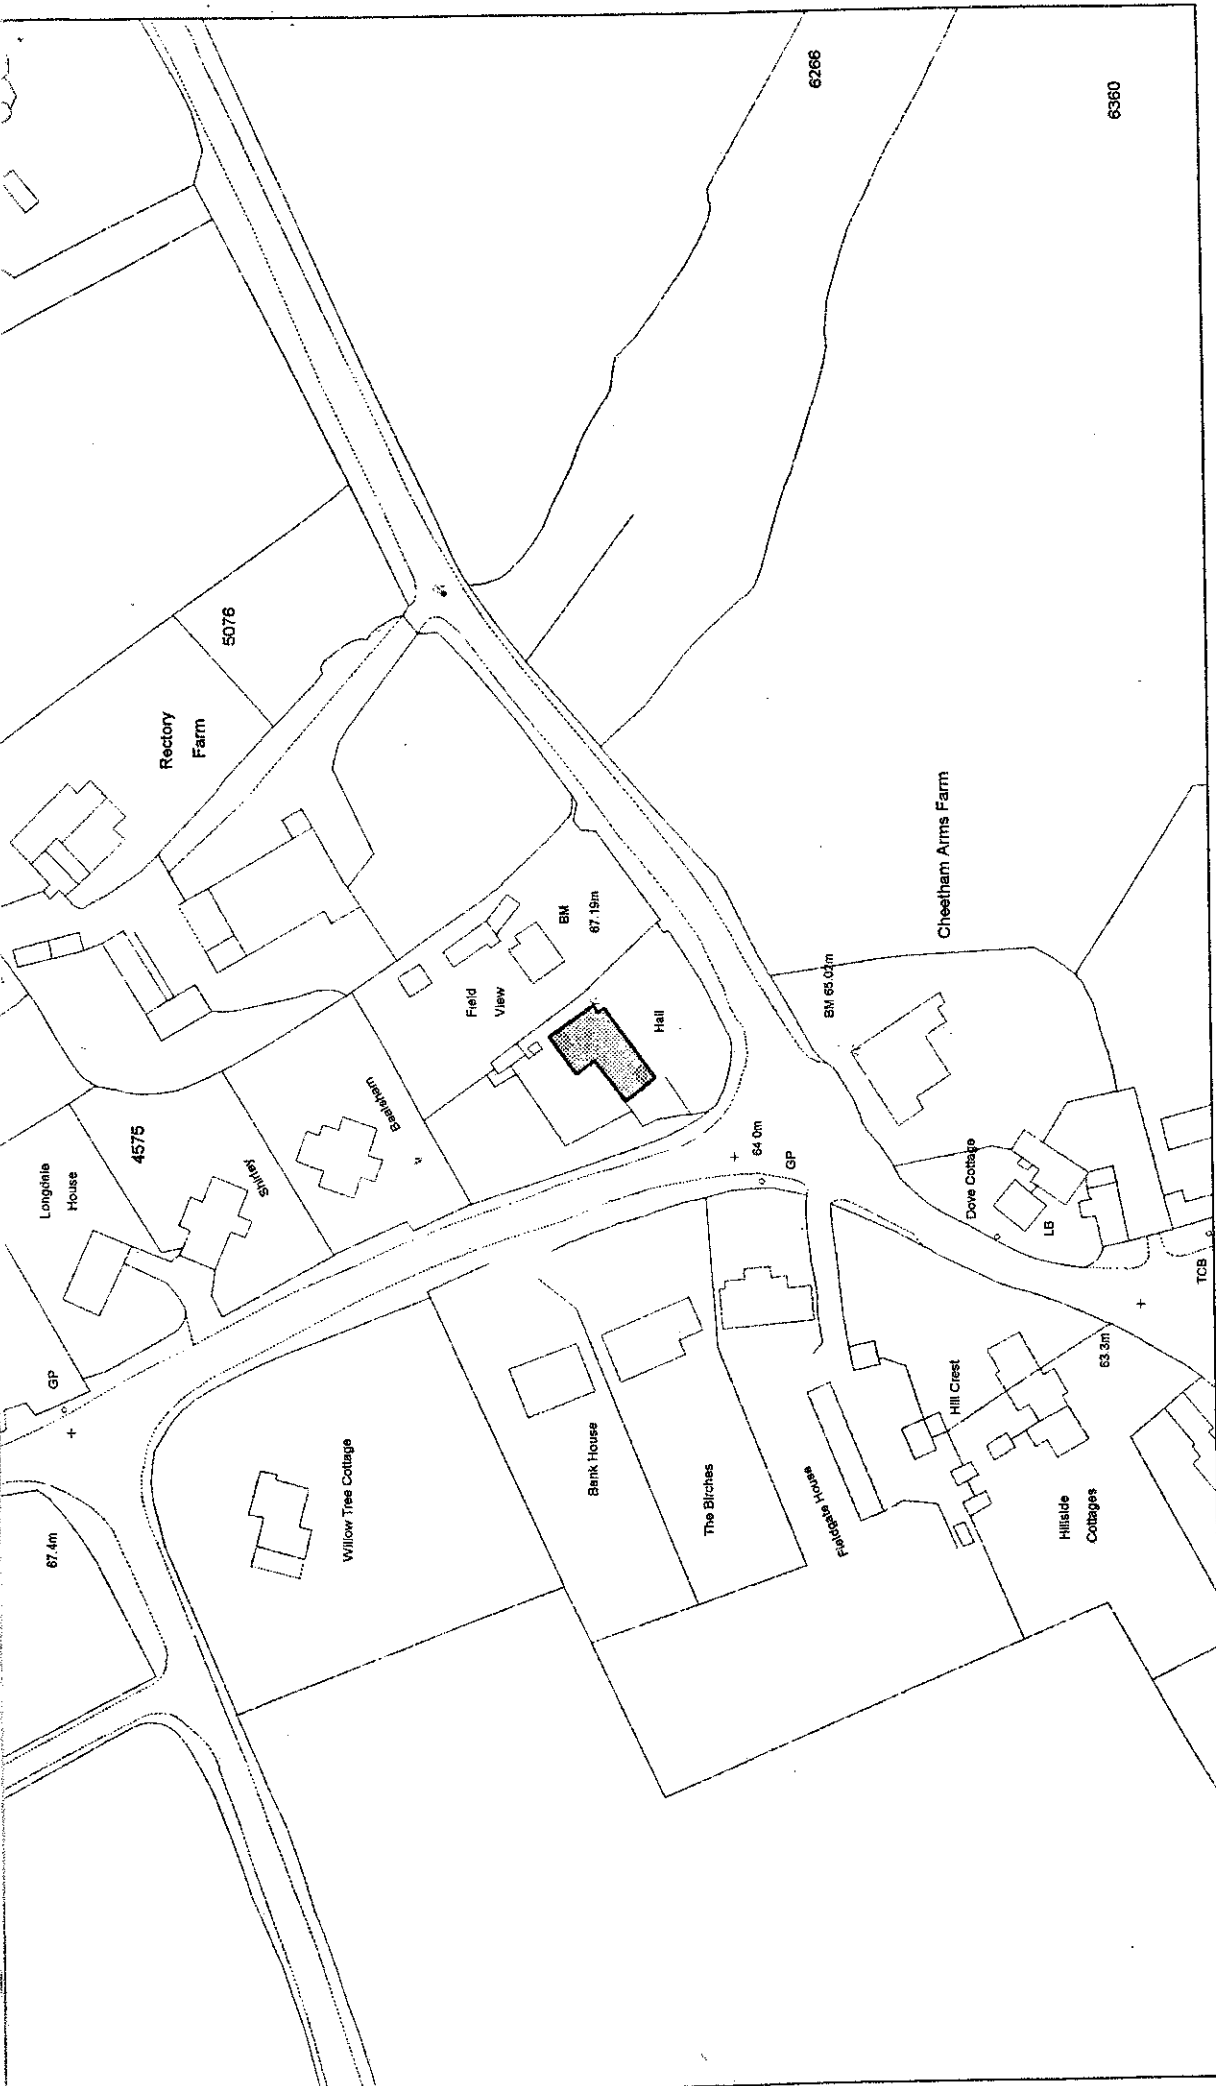 6266
6360
5076
Rectory
Farm
Cheetham Arms Farm
BM
67.19m
Field
View
BM 65.02m
Hall
Longdale
House
4575
Shirley
Beelsham
64.0m
GP
Dove Cottage
LB
TCB
GP
67.4m
Willow Tree Cottage
Bank House
The Birches
Fieldgate House
Hill Crest
63.3m
Hillside
Cottages